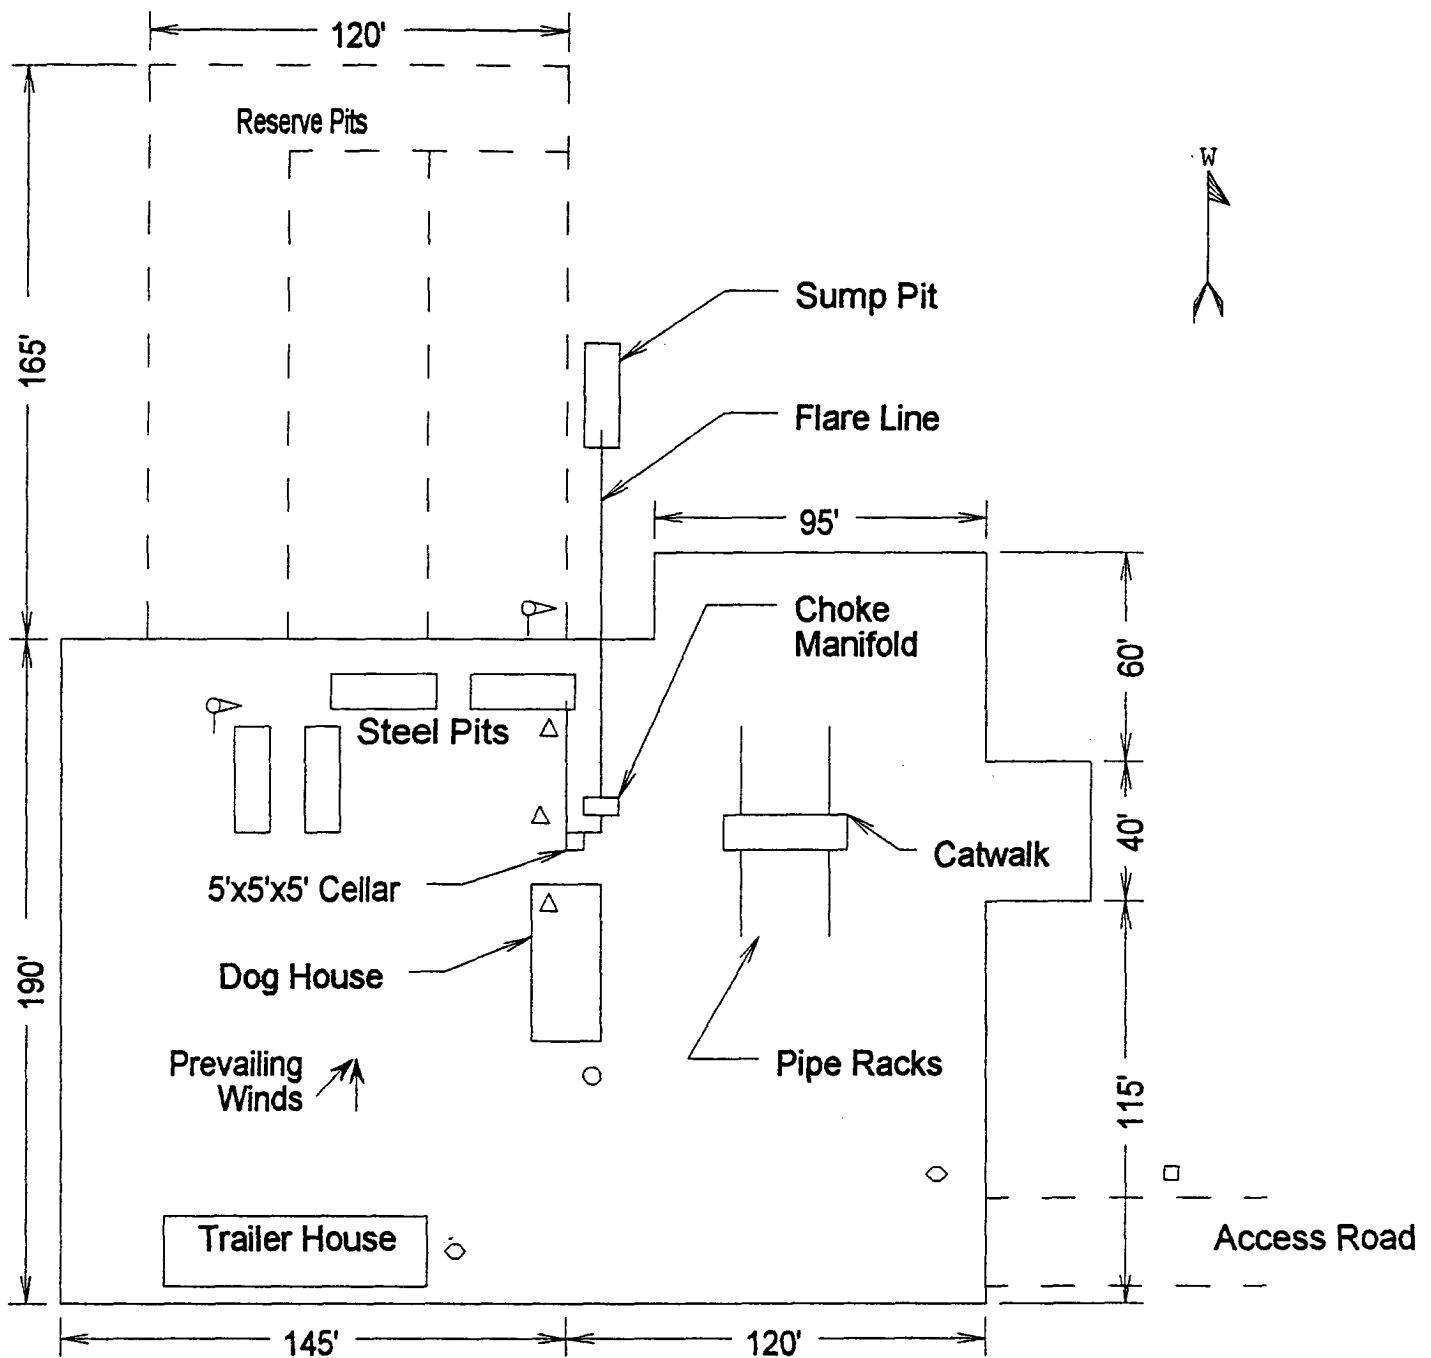 120'
Reserve Pits
W
Sump Pit
165'
Flare Line
95'
Choke
Manifold
60'
Steel Pits
40'
Catwalk
5'x5'x5' Cellar
Dog House
190'
Prevailing
Winds
Pipe Racks
115'
Trailer House
Access Road
145'
120'